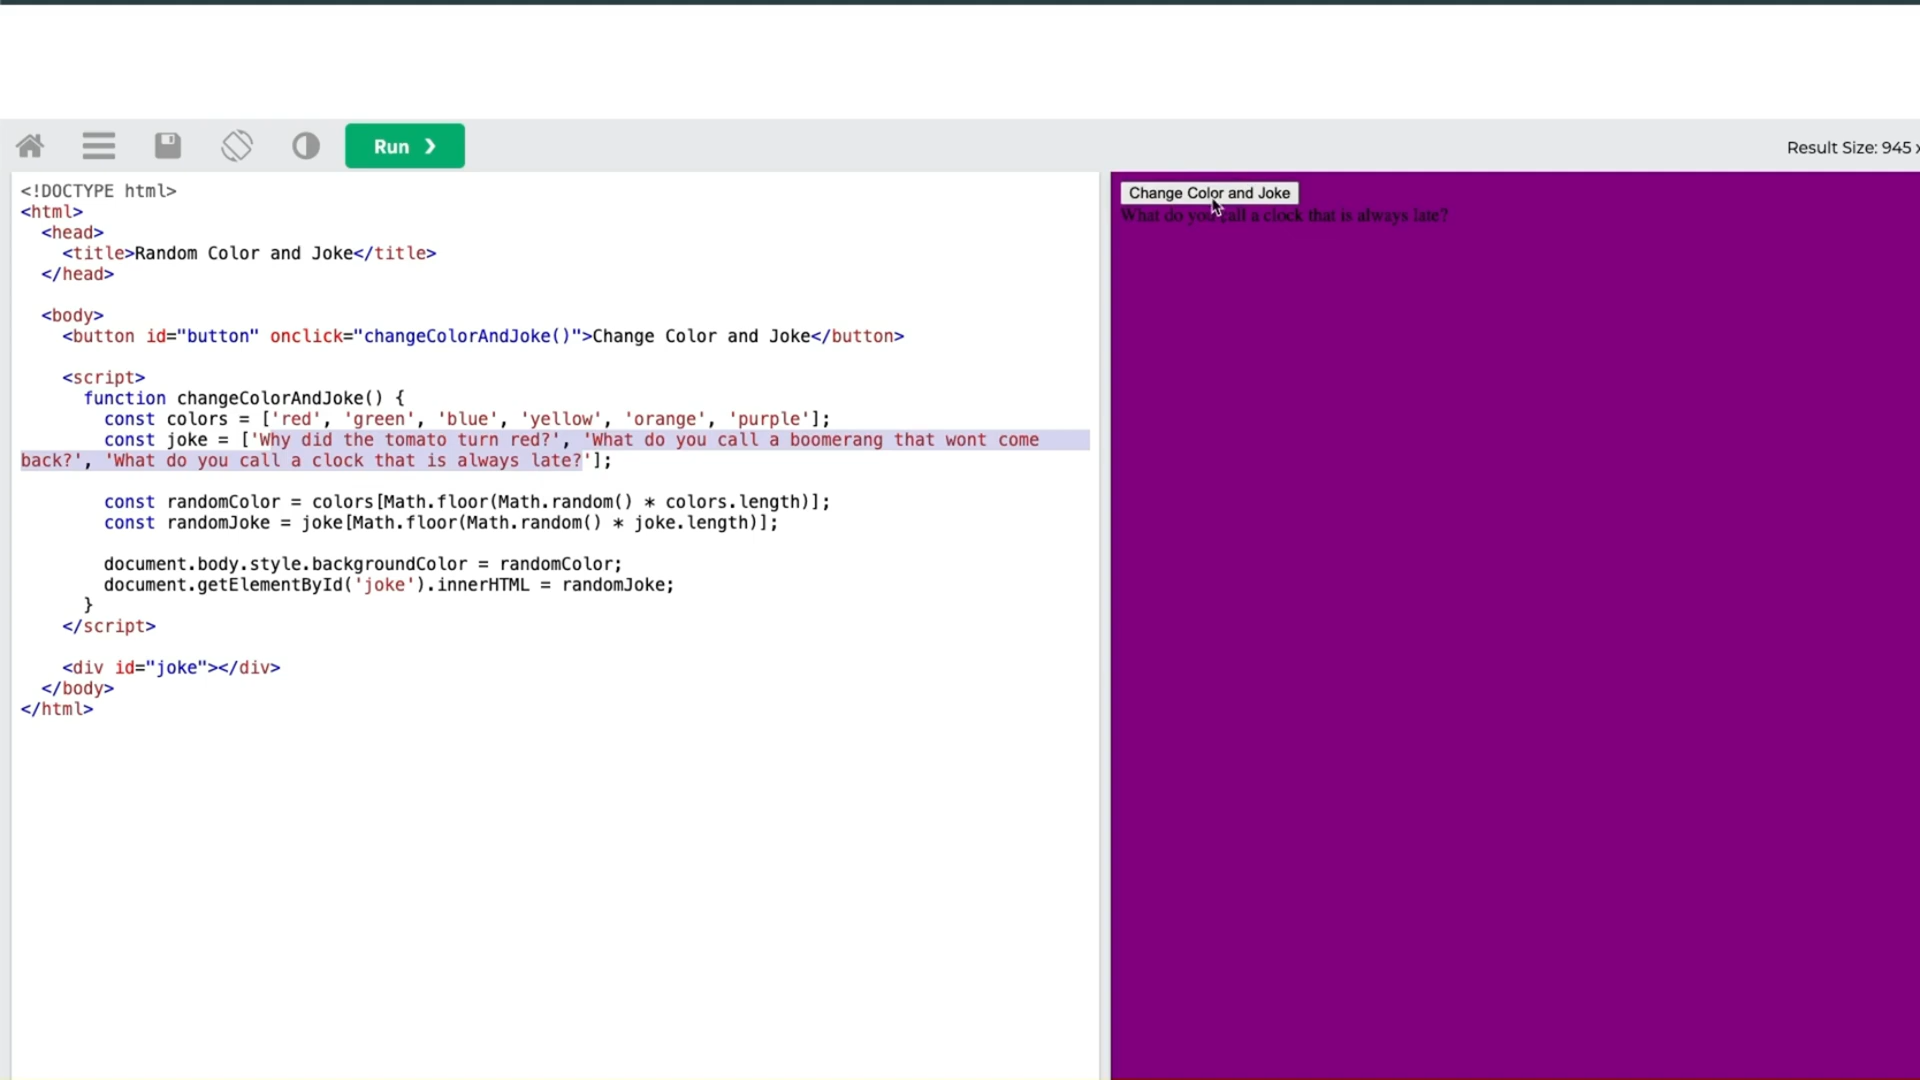 Run ❯
Result Size: 945 x
<!DOCTYPE html>
<html>
<head>
<title>Random Color and Joke</title>
</head>
<body>
<button id="button" onclick="changeColorAndJoke()">Change Color and Joke</button>
<script>
function changeColorAndJoke() {
const colors = ['red', 'green', 'blue', 'yellow', 'orange', 'purple'];
const joke = ['Why did the tomato turn red?', 'What do you call a boomerang that wont come
back?', 'What do you call a clock that is always late?'];
const randomColor = colors[Math.floor(Math.random() * colors.length)];
const randomJoke = joke[Math.floor(Math.random() * joke.length)];
document.body.style.backgroundColor = randomColor;
document.getElementById('joke').innerHTML = randomJoke;
}
</script>
<div id="joke"></div>
</body>
</html>
Change Color and Joke
What do you call a clock that is always late?